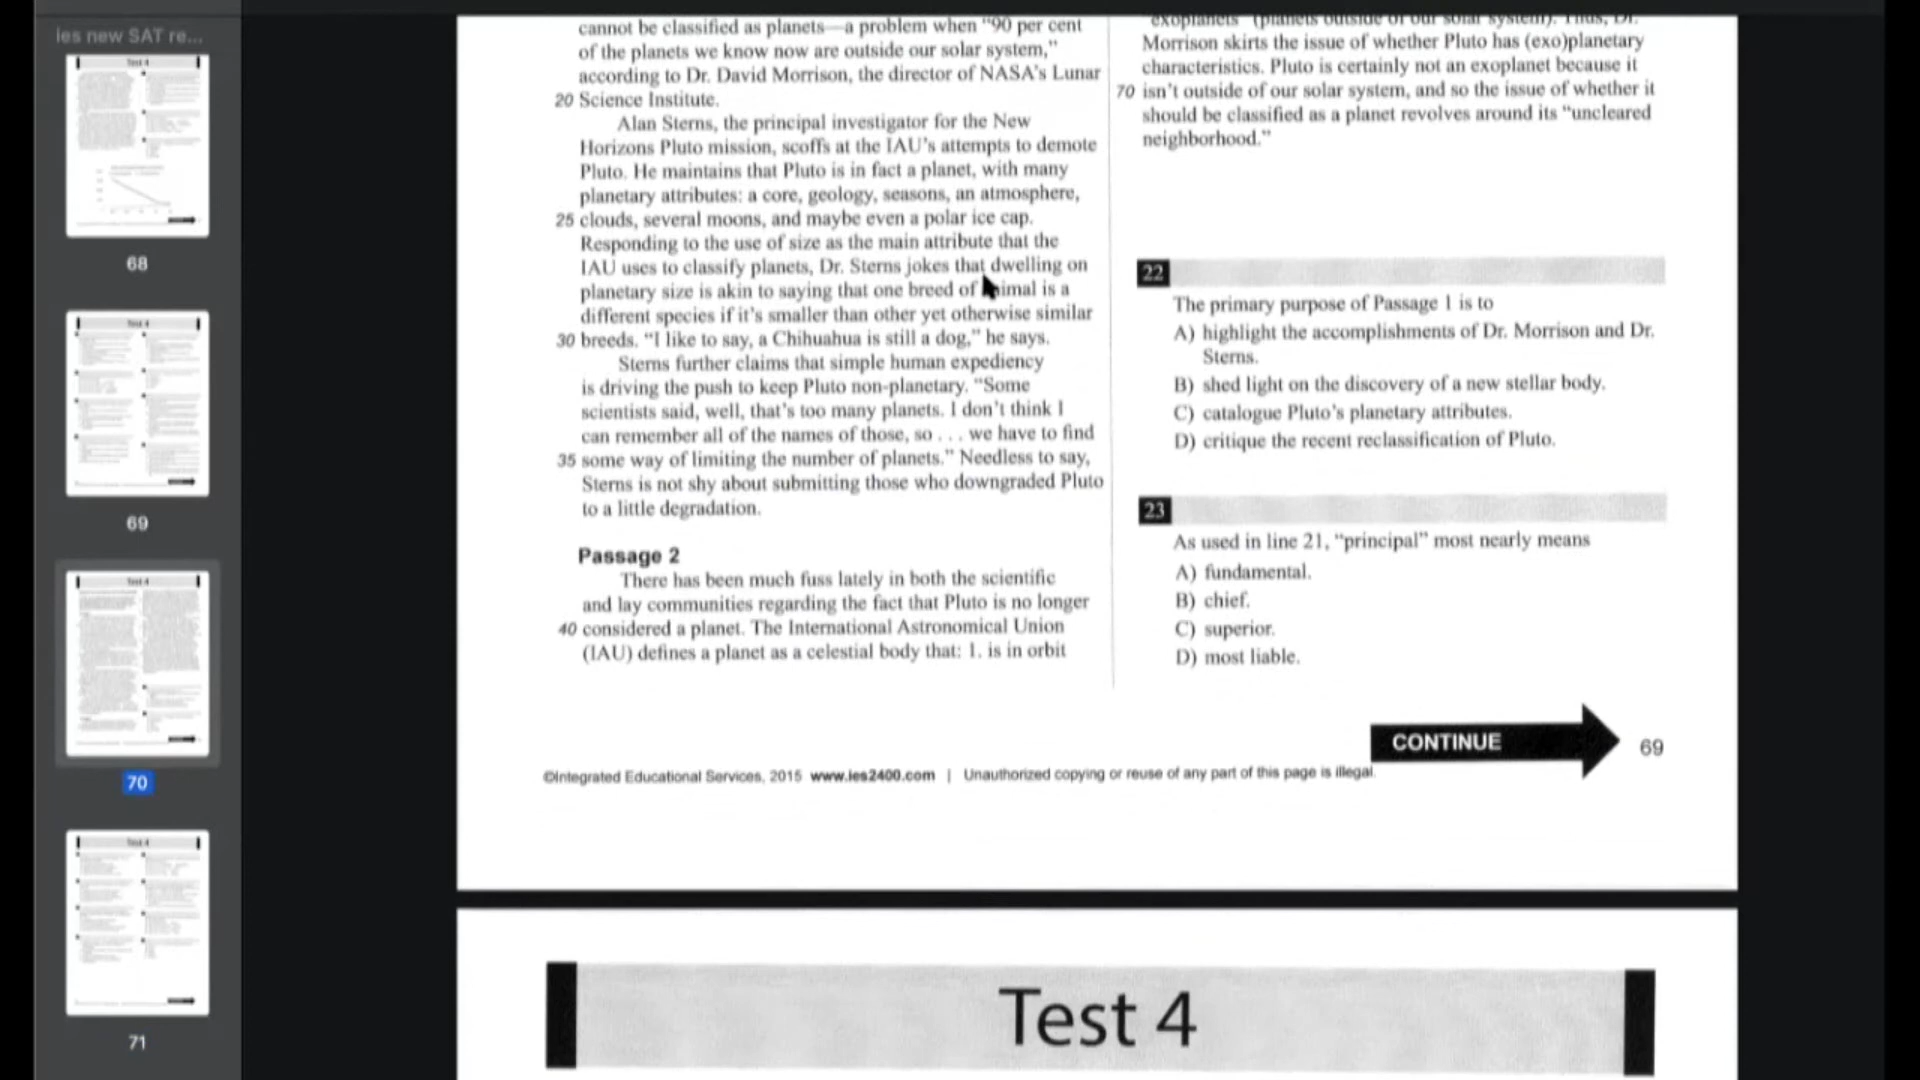 ies new SAT re...
68
69
70
71
cannot be classified as planets—a problem when "90 per cent
of the planets we know now are outside our solar system,"
according to Dr. David Morrison, the director of NASA's Lunar
20 Science Institute.
Alan Sterns, the principal investigator for the New
Horizons Pluto mission, scoffs at the IAU's attempts to demote
Pluto. He maintains that Pluto is in fact a planet, with many
planetary attributes: a core, geology, seasons, an atmosphere,
25 clouds, several moons, and maybe even a polar ice cap.
Responding to the use of size as the main attribute that the
IAU uses to classify planets, Dr. Sterns jokes that dwelling on
planetary size is akin to saying that one breed of animal is a
different species if it's smaller than other yet otherwise similar
30 breeds. "I like to say, a Chihuahua is still a dog," he says.
Sterns further claims that simple human expediency
is driving the push to keep Pluto non-planetary. "Some
scientists said, well, that's too many planets. I don't think I
can remember all of the names of those, so . . . we have to find
35 some way of limiting the number of planets." Needless to say,
Sterns is not shy about submitting those who downgraded Pluto
to a little degradation.
Passage 2
There has been much fuss lately in both the scientific
and lay communities regarding the fact that Pluto is no longer
40 considered a planet. The International Astronomical Union
(IAU) defines a planet as a celestial body that: 1. is in orbit
exoplanets" (planets outside of our solar system). Thus, Dr.
Morrison skirts the issue of whether Pluto has (exo)planetary
characteristics. Pluto is certainly not an exoplanet because it
70 isn't outside of our solar system, and so the issue of whether it
should be classified as a planet revolves around its "uncleared
neighborhood."
22
The primary purpose of Passage 1 is to
A) highlight the accomplishments of Dr. Morrison and Dr.
Sterns.
B) shed light on the discovery of a new stellar body.
C) catalogue Pluto's planetary attributes.
D) critique the recent reclassification of Pluto.
23
As used in line 21, "principal" most nearly means
A) fundamental.
B) chief.
C) superior.
D) most liable.
CONTINUE
69
©Integrated Educational Services, 2015 www.ies2400.com | Unauthorized copying or reuse of any part of this page is illegal.
Test 4